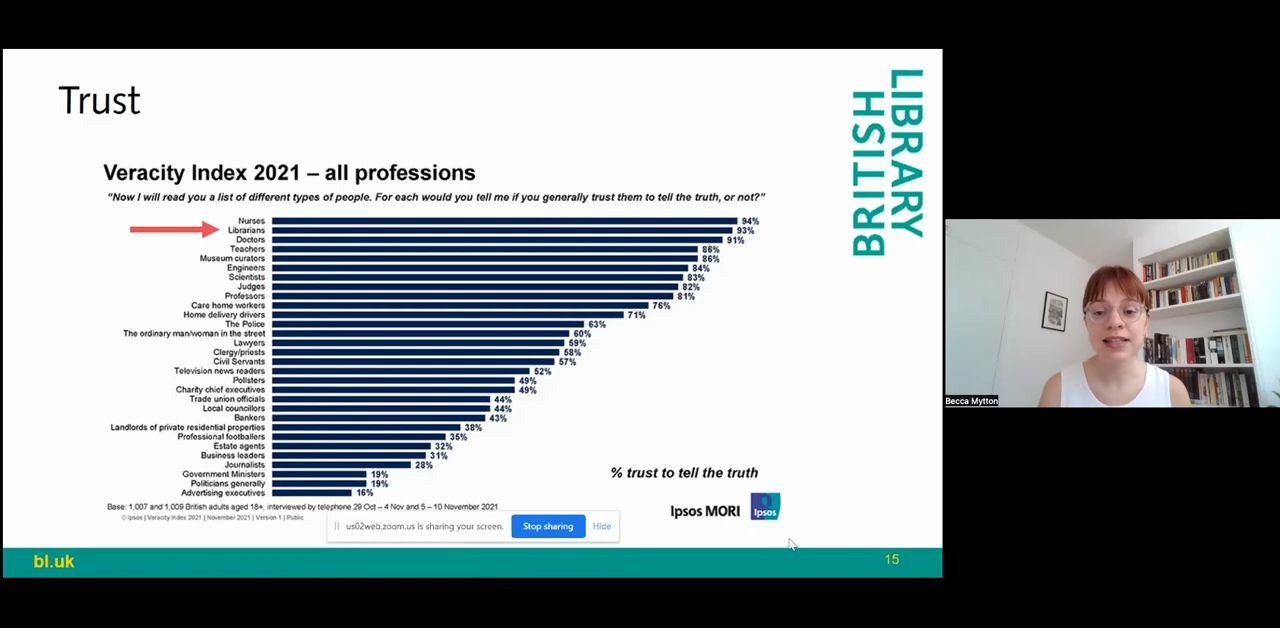 Trust
LIBRARY
BRITISH
Veracity Index 2021 – all professions
“Now I will read you a list of different types of people. For each would you tell me if you generally trust them to tell the truth, or not?”
Nurses 94%
Librarians 93%
Doctors 91%
Teachers 86%
Museum curators 86%
Engineers 84%
Scientists 83%
Judges 82%
Professors 81%
Care home workers 76%
Home delivery drivers 71%
The Police 63%
The ordinary man/woman in the street 60%
Lawyers 59%
Clergy/priests 58%
Civil Servants 57%
Television news readers 52%
Pollsters 49%
Charity chief executives 49%
Trade union officials 44%
Local councillors 44%
Bankers 43%
Landlords of private residential properties 38%
Professional footballers 35%
Estate agents 32%
Business leaders 31%
Journalists 28%
Government Ministers 19%
Politicians generally 19%
Advertising executives 16%
% trust to tell the truth
Base: 1,007 and 1,009 British adults aged 18+, interviewed by telephone 29 Oct – 4 Nov and 5 – 10 November 2021
© Ipsos | Veracity Index 2021 | November 2021 | Version 1 | Public
Ipsos MORI
Ipsos
us02web.zoom.us is sharing your screen.
Stop sharing
Hide
bl.uk
15
Becca Mytton